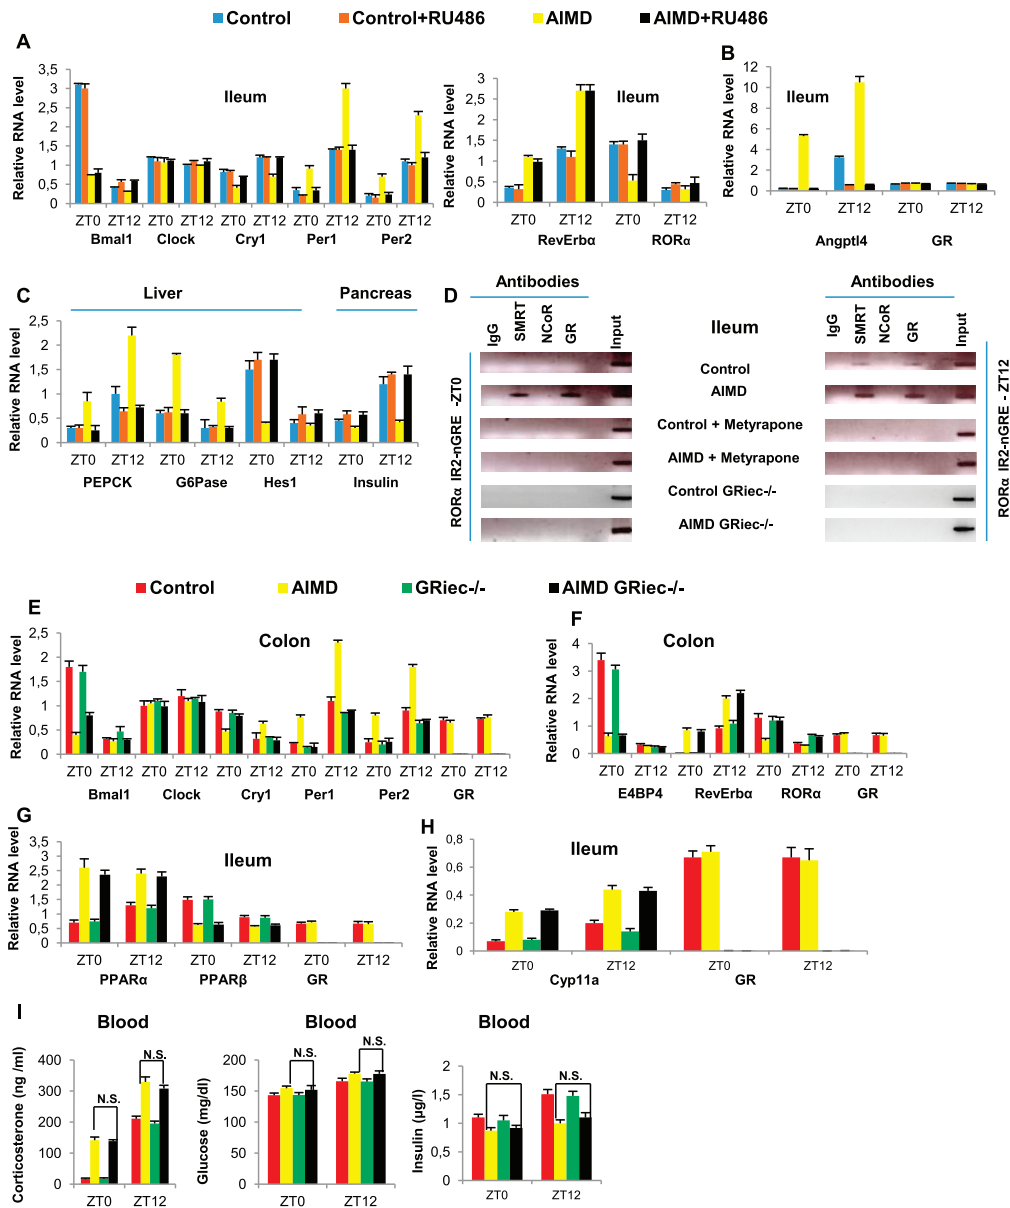 Control Control+RU486 AIMD AIMD+RU486
A
Relative RNA level
3,5
3
2,5
2
1,5
1
0,5
0
Ileum
ZT0 ZT12 ZT0 ZT12 ZT0 ZT12 ZT0 ZT12 ZT0 ZT12
Bmal1 Clock Cry1 Per1 Per2
Relative RNA level
3
2,5
2
1,5
1
0,5
0
Ileum
ZT0 ZT12 ZT0 ZT12
RevErbα RORα
B
Relative RNA level
12
10
8
6
4
2
0
Ileum
ZT0 ZT12 ZT0 ZT12
Angptl4 GR
C
Liver Pancreas
Relative RNA level
2,5
2
1,5
1
0,5
0
ZT0 ZT12 ZT0 ZT12 ZT0 ZT12 ZT0 ZT12
PEPCK G6Pase Hes1 Insulin
D
Antibodies
IgG SMRT NCoR GR Input
RORα IR2-nGRE -ZT0
Ileum
Control
AIMD
Control + Metyrapone
AIMD + Metyrapone
Control GRiec-/-
AIMD GRiec-/-
Antibodies
IgG SMRT NCoR GR Input
RORα IR2-nGRE - ZT12
Control AIMD GRiec-/- AIMD GRiec-/-
E
Relative RNA level
2,5
2
1,5
1
0,5
0
Colon
ZT0 ZT12 ZT0 ZT12 ZT0 ZT12 ZT0 ZT12 ZT0 ZT12 ZT0 ZT12
Bmal1 Clock Cry1 Per1 Per2 GR
F
Relative RNA level
4
3
2
1
0
Colon
ZT0 ZT12 ZT0 ZT12 ZT0 ZT12 ZT0 ZT12
E4BP4 RevErbα RORα GR
G
Relative RNA level
3,5
3
2,5
2
1,5
1
0,5
0
Ileum
ZT0 ZT12 ZT0 ZT12 ZT0 ZT12
PPARα PPARβ GR
H
Relative RNA level
0,8
0,6
0,4
0,2
0
Ileum
ZT0 ZT12 ZT0 ZT12
Cyp11a GR
I
Blood
Corticosterone (ng /ml)
400
300
200
100
0
N.S.
N.S.
ZT0 ZT12
Blood
Glucose (mg/dl)
200
150
100
50
0
N.S.
N.S.
ZT0 ZT12
Blood
Insulin (µg/l)
2
1,5
1
0,5
0
N.S.
N.S.
ZT0 ZT12